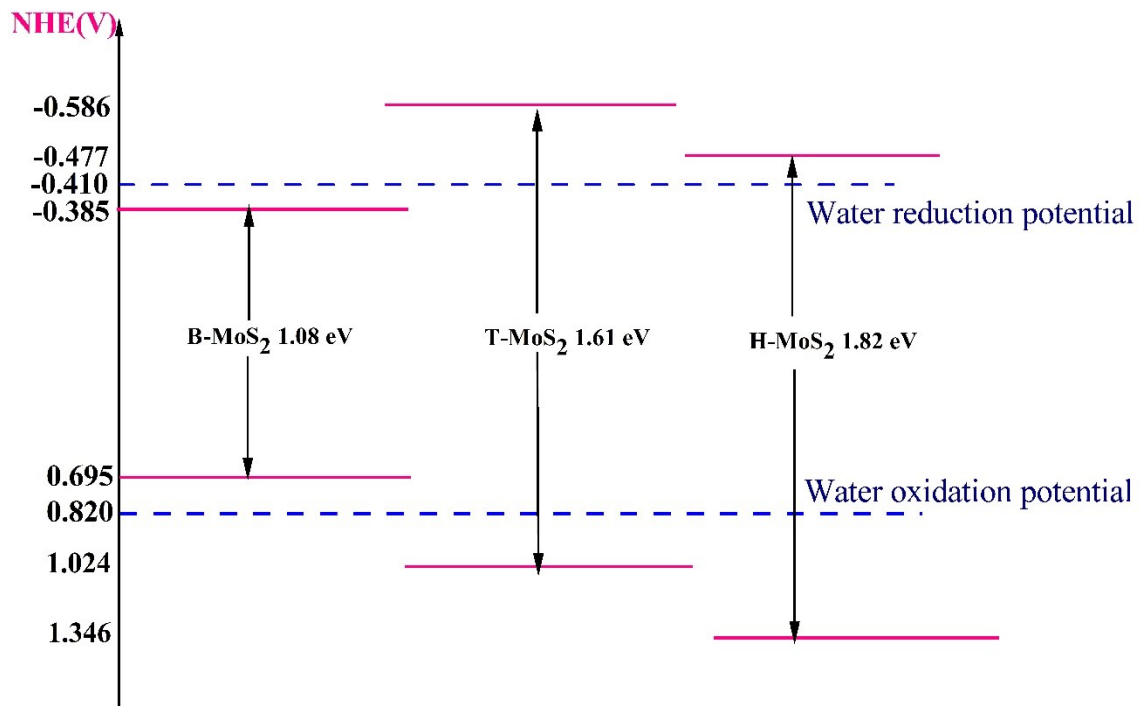 NHE(V)
-0.586
-0.477
-0.410
-0.385
Water reduction potential
B-MoS2 1.08 eV
T-MoS2 1.61 eV
H-MoS2 1.82 eV
0.695
Water oxidation potential
0.820
1.024
1.346